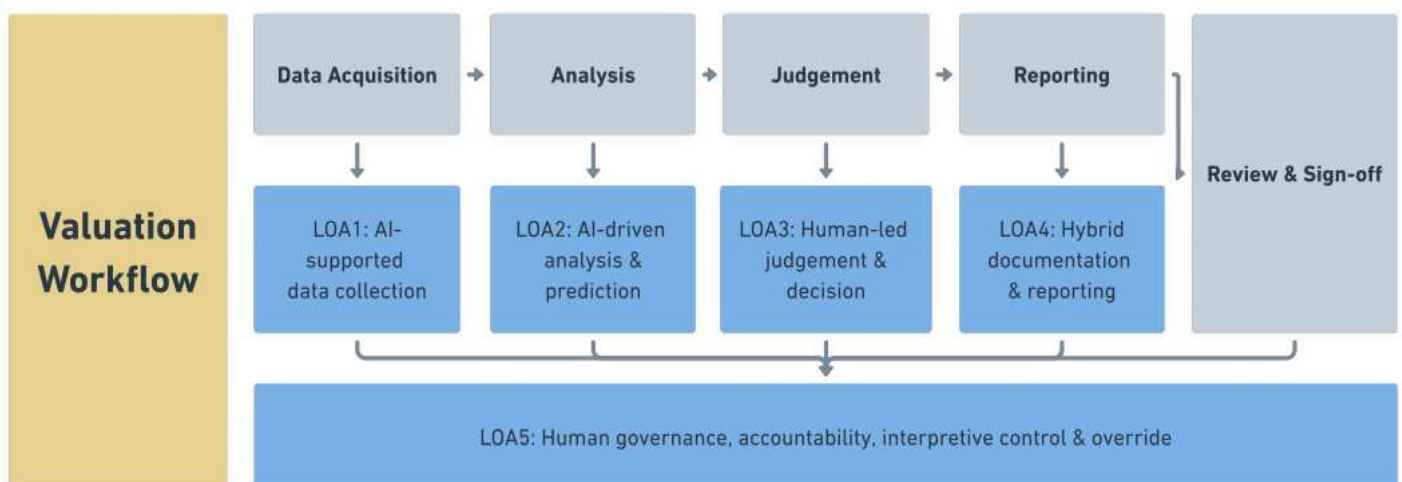 Valuation
Workflow
Data Acquisition
Analysis
Judgement
Reporting
Review & Sign-off
LOA1: AI-
supported
data collection
LOA2: AI-driven
analysis &
prediction
LOA3: Human-led
judgement &
decision
LOA4: Hybrid
documentation
& reporting
LOA5: Human governance, accountability, interpretive control & override